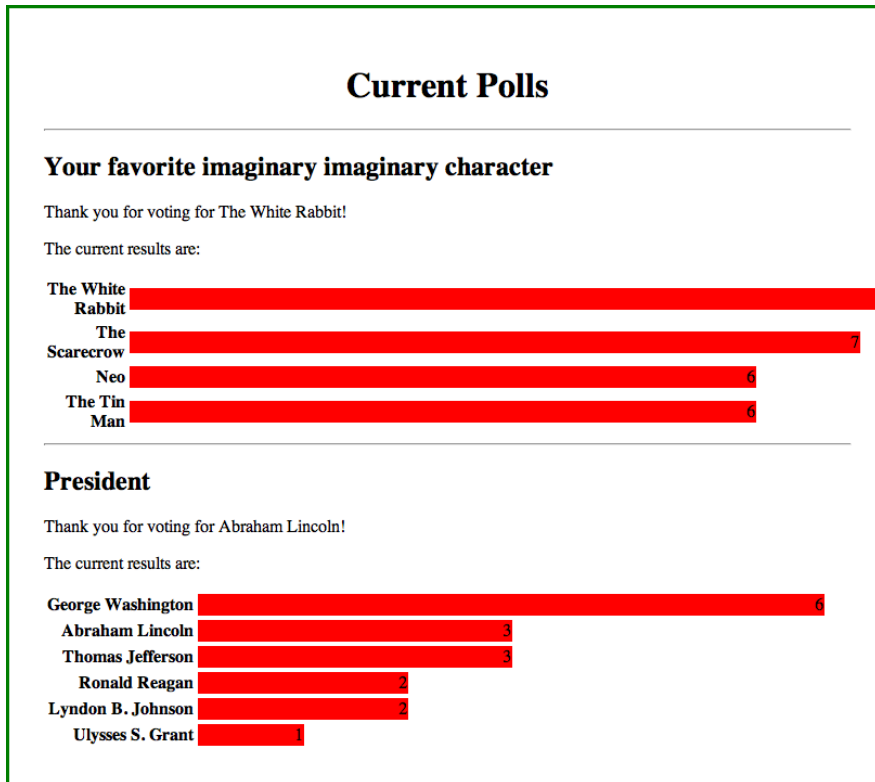 Current Polls
Your favorite imaginary imaginary character
Thank you for voting for The White Rabbit!
The current results are:
The White
Rabbit
The
Scarecrow 7
Neo 6
The Tin
Man 6
President
Thank you for voting for Abraham Lincoln!
The current results are:
George Washington 6
Abraham Lincoln 3
Thomas Jefferson 3
Ronald Reagan 2
Lyndon B. Johnson 2
Ulysses S. Grant 1